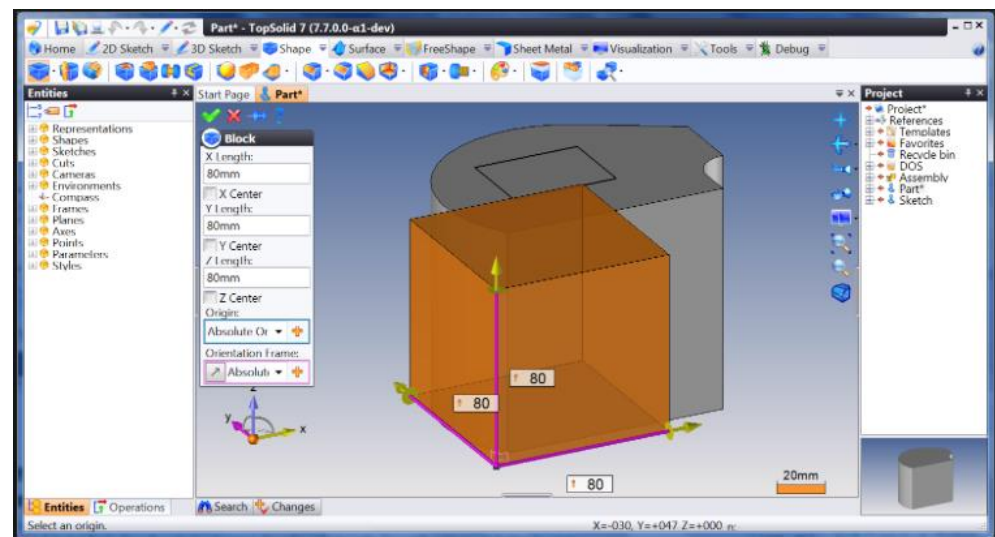 Part* - TopSolid 7 (7.7.0.0-α1-dev)
Home 2D Sketch 3D Sketch Shape Surface FreeShape Sheet Metal Visualization Tools Debug
Entities
Start Page Part*
Project
Representations
Shapes
Sketches
Cuts
Cameras
Environments
Compass
Frames
Planes
Axes
Points
Parameters
Styles
Block
X Length:
80mm
X Center
Y Length:
80mm
Y Center
Z Length:
80mm
Z Center
Origin:
Absolute Or
Orientation Frame:
Absolut
z
y
x
80
80
80
20mm
Project*
References
Templates
Favorites
Recycle bin
DOS
Assembly
Part*
Sketch
Entities Operations
Search Changes
Select an origin.
X=-030, Y=+047 Z=+000